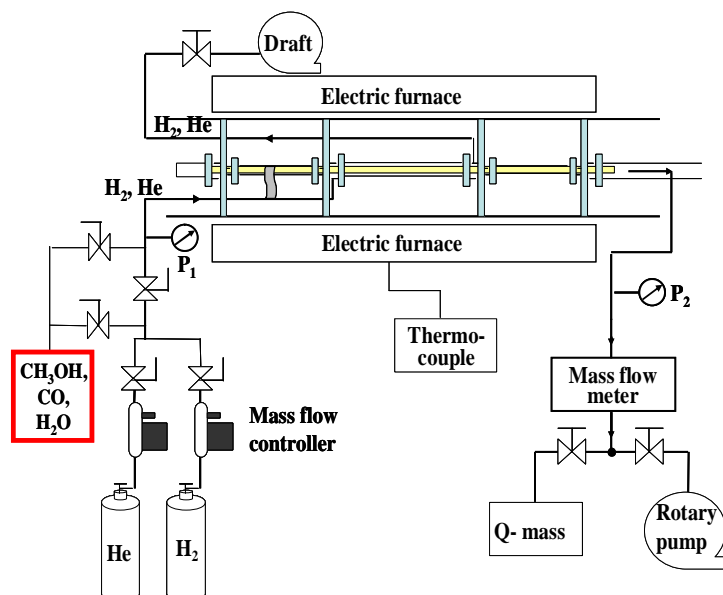 Draft
Electric furnace
H₂, He
H₂, He
Electric furnace
P₁
P₂
Thermo-
couple
CH₃OH,
CO,
H₂O
Mass flow
meter
Mass flow
controller
He
H₂
Q- mass
Rotary
pump